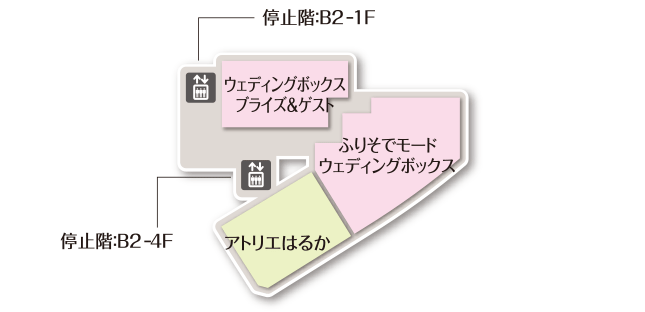 停止階:B2-1F
ウェディングボックス
ブライズ&ゲスト
ふりそでモード
ウェディングボックス
停止階:B2-4F
アトリエはるか